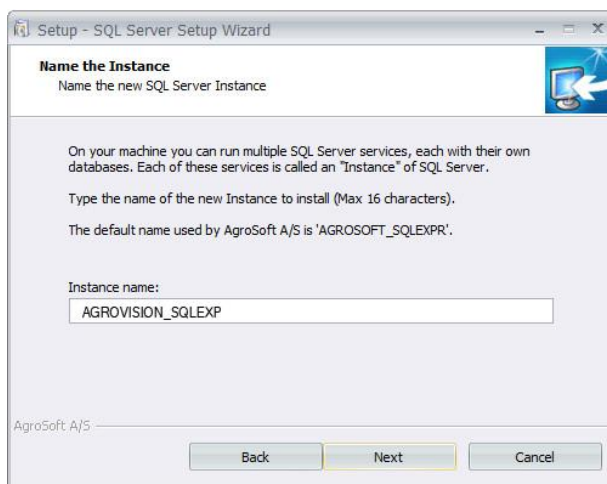 Setup - SQL Server Setup Wizard
Name the Instance
Name the new SQL Server Instance
On your machine you can run multiple SQL Server services, each with their own
databases. Each of these services is called an "Instance" of SQL Server.
Type the name of the new Instance to install (Max 16 characters).
The default name used by AgroSoft A/S is 'AGROSOFT_SQLEXPR'.
Instance name:
AGROVISION_SQLEXP
AgroSoft A/S
Back Next Cancel